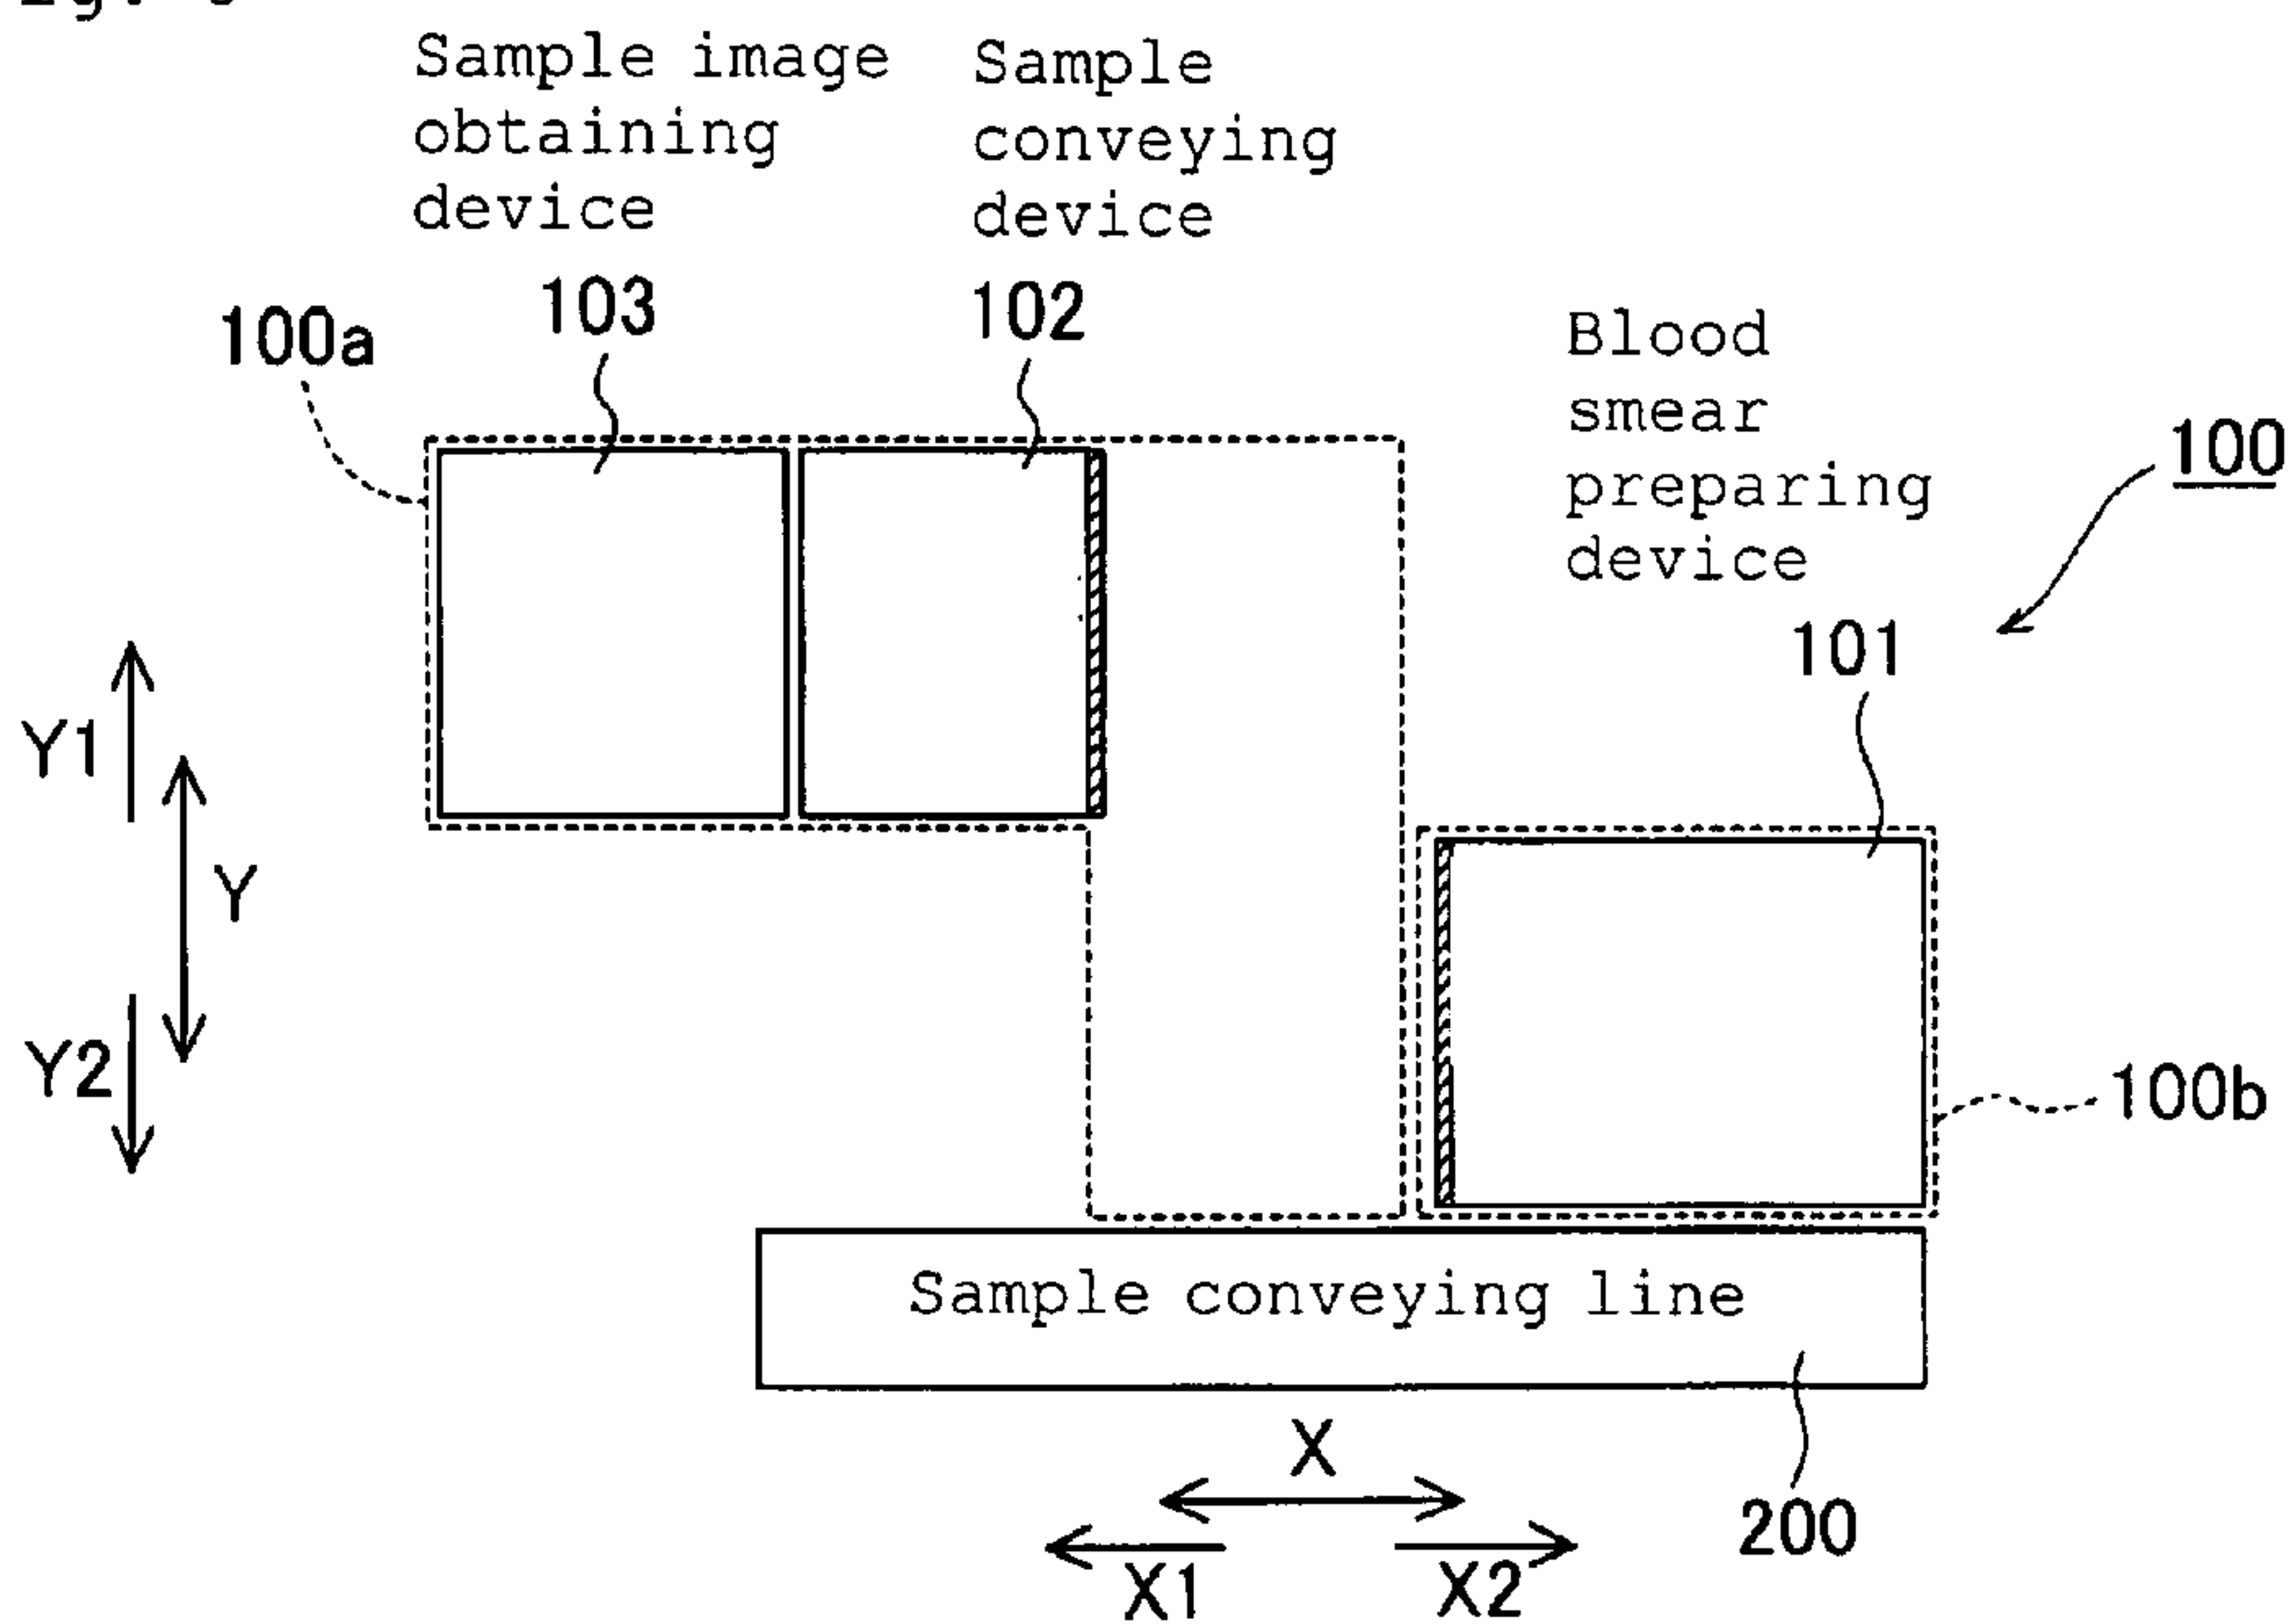 Sample image
obtaining
device
103
Sample
conveying
device
102
100a
Blood
smear
preparing
device
101
100
Y1
Y
Y2
100b
Sample conveying line
200
X
X1
X2